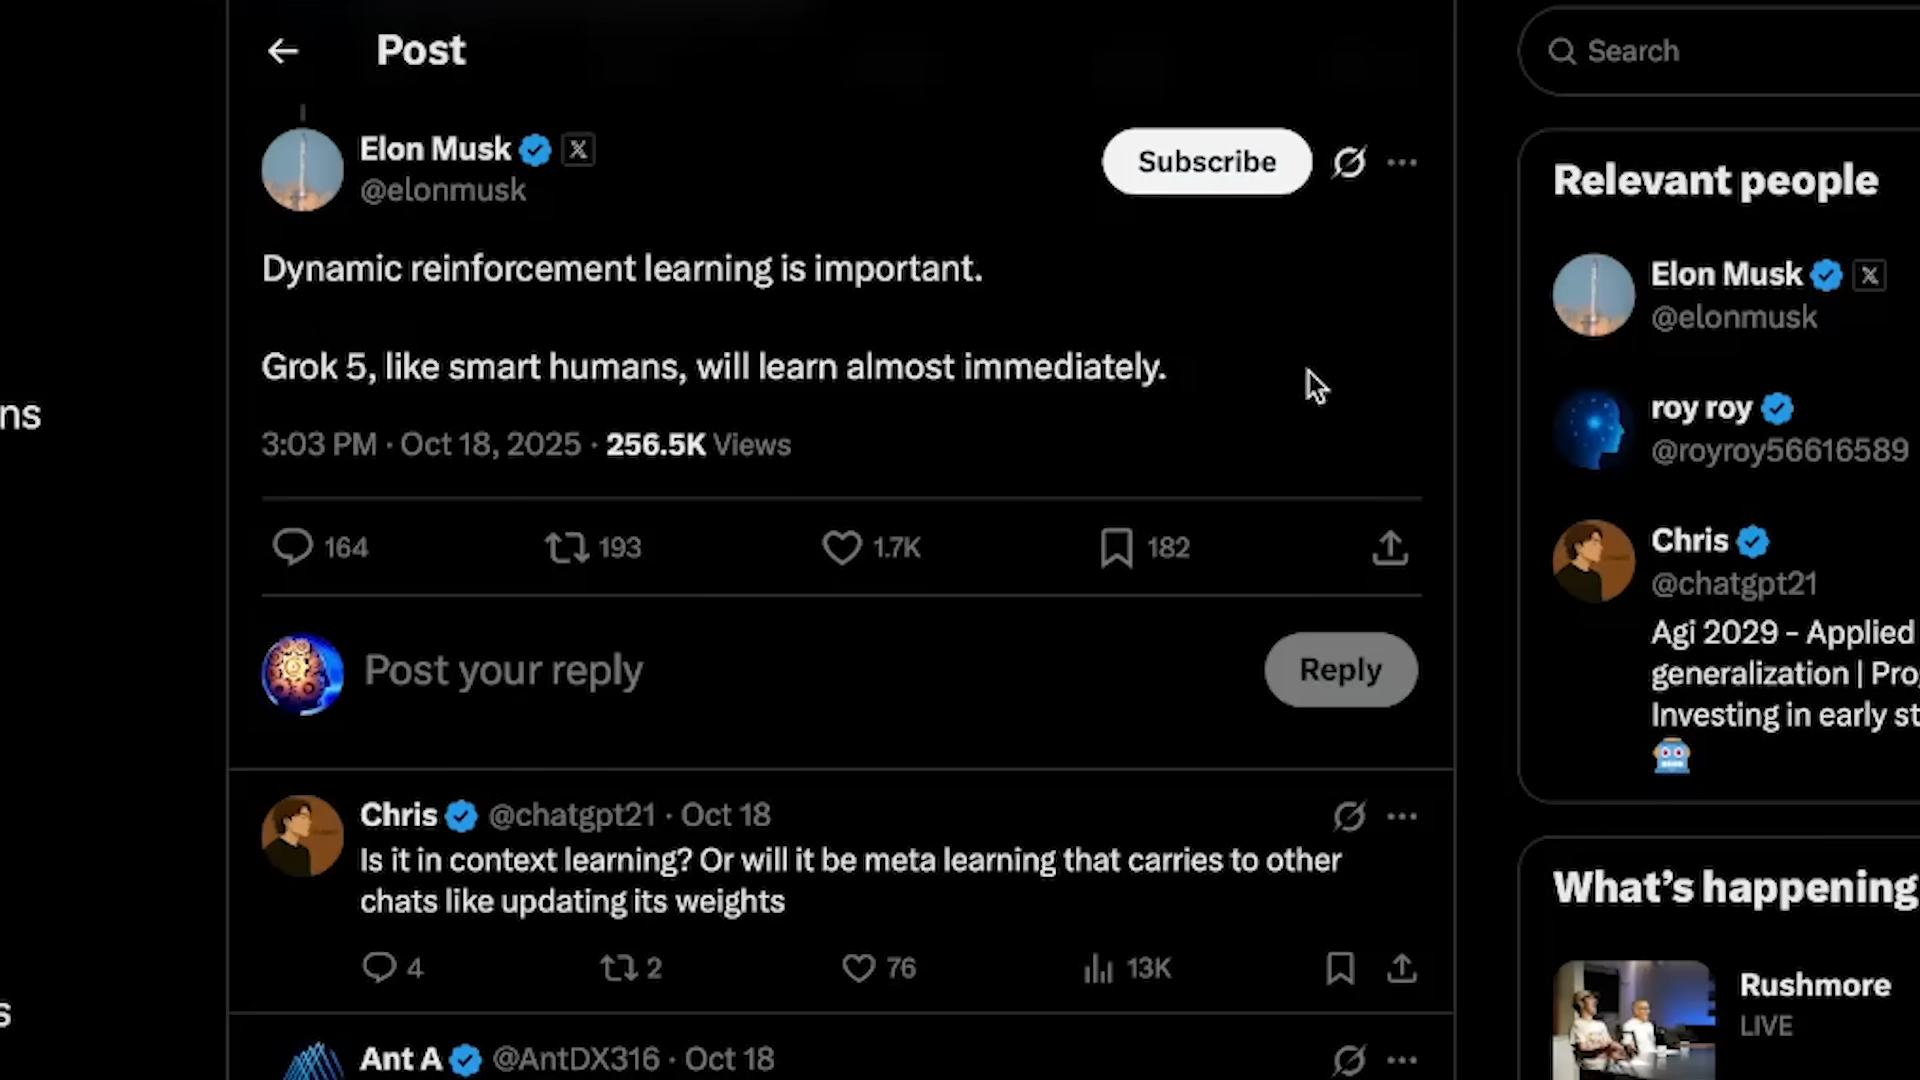 Post
Search
Elon Musk
@elonmusk
Subscribe
Dynamic reinforcement learning is important.
Grok 5, like smart humans, will learn almost immediately.
3:03 PM · Oct 18, 2025 · 256.5K Views
164 193 1.7K 182
Post your reply
Reply
Chris @chatgpt21 · Oct 18
Is it in context learning? Or will it be meta learning that carries to other
chats like updating its weights
4 2 76 13K
Ant A @AntDX316 · Oct 18
Relevant people
Elon Musk
@elonmusk
roy roy
@royroy56616589
Chris
@chatgpt21
Agi 2029 - Applied
generalization | Pro
Investing in early st
What's happening
Rushmore
LIVE
ns
s